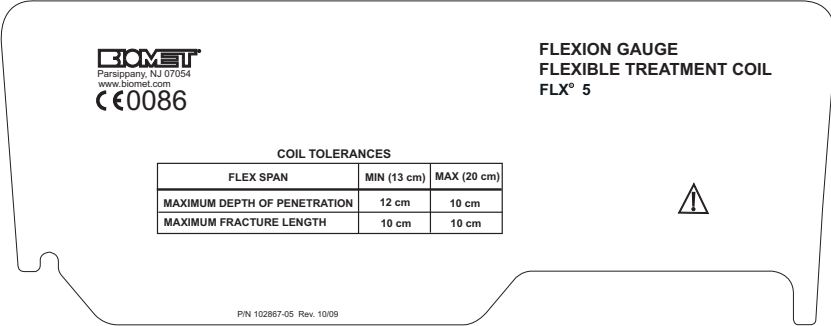 BIOMET®
Parsippany, NJ 07054
www.biomet.com
CE0086
FLEXION GAUGE
FLEXIBLE TREATMENT COIL
FLX° 5
COIL TOLERANCES
FLEX SPAN MIN (13 cm) MAX (20 cm)
MAXIMUM DEPTH OF PENETRATION 12 cm 10 cm
MAXIMUM FRACTURE LENGTH 10 cm 10 cm
P/N 102867-05 Rev. 10/09